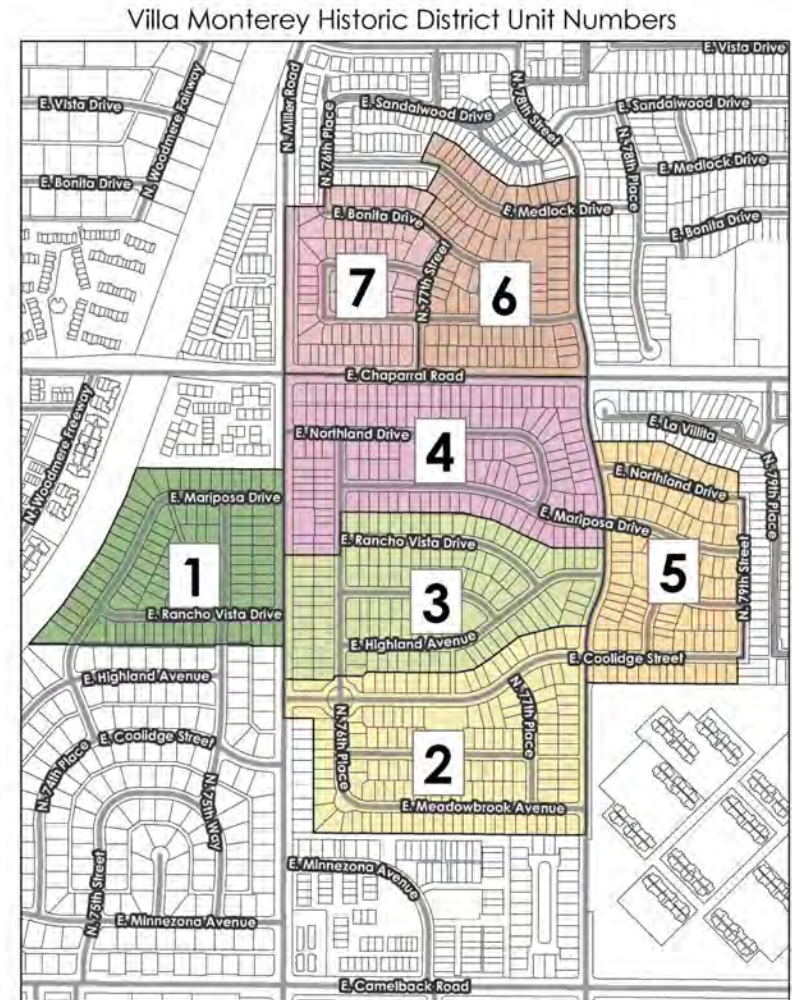 Villa Monterey Historic District Unit Numbers
E. Vista Drive
N. Miller Road
N. Woodmere Fairway
N. 78th Street
E. Vista Drive
E. Sandalwood Drive
E. Sandalwood Drive
N. 76th Place
N. 78th Place
E. Medlock Drive
E. Bonita Drive
E. Bonita Drive
E. Medlock Drive
E. Bonita Drive
N. 77th Street
7
6
E. Chaparral Road
N. Woodmere Freeway
E. Northland Drive
4
E. La Villita
N. 79th Place
E. Northland Drive
E. Mariposa Drive
E. Mariposa Drive
E. Rancho Vista Drive
N. 79th Street
1
5
3
E. Rancho Vista Drive
E. Highland Avenue
E. Coolidge Street
E. Highland Avenue
N. 77th Place
N. 76th Place
E. Coolidge Street
N. 74th Place
N. 75th Way
2
E. Meadowbrook Avenue
E. Minnezona Avenue
N. 75th Street
E. Minnezona Avenue
E. Camelback Road